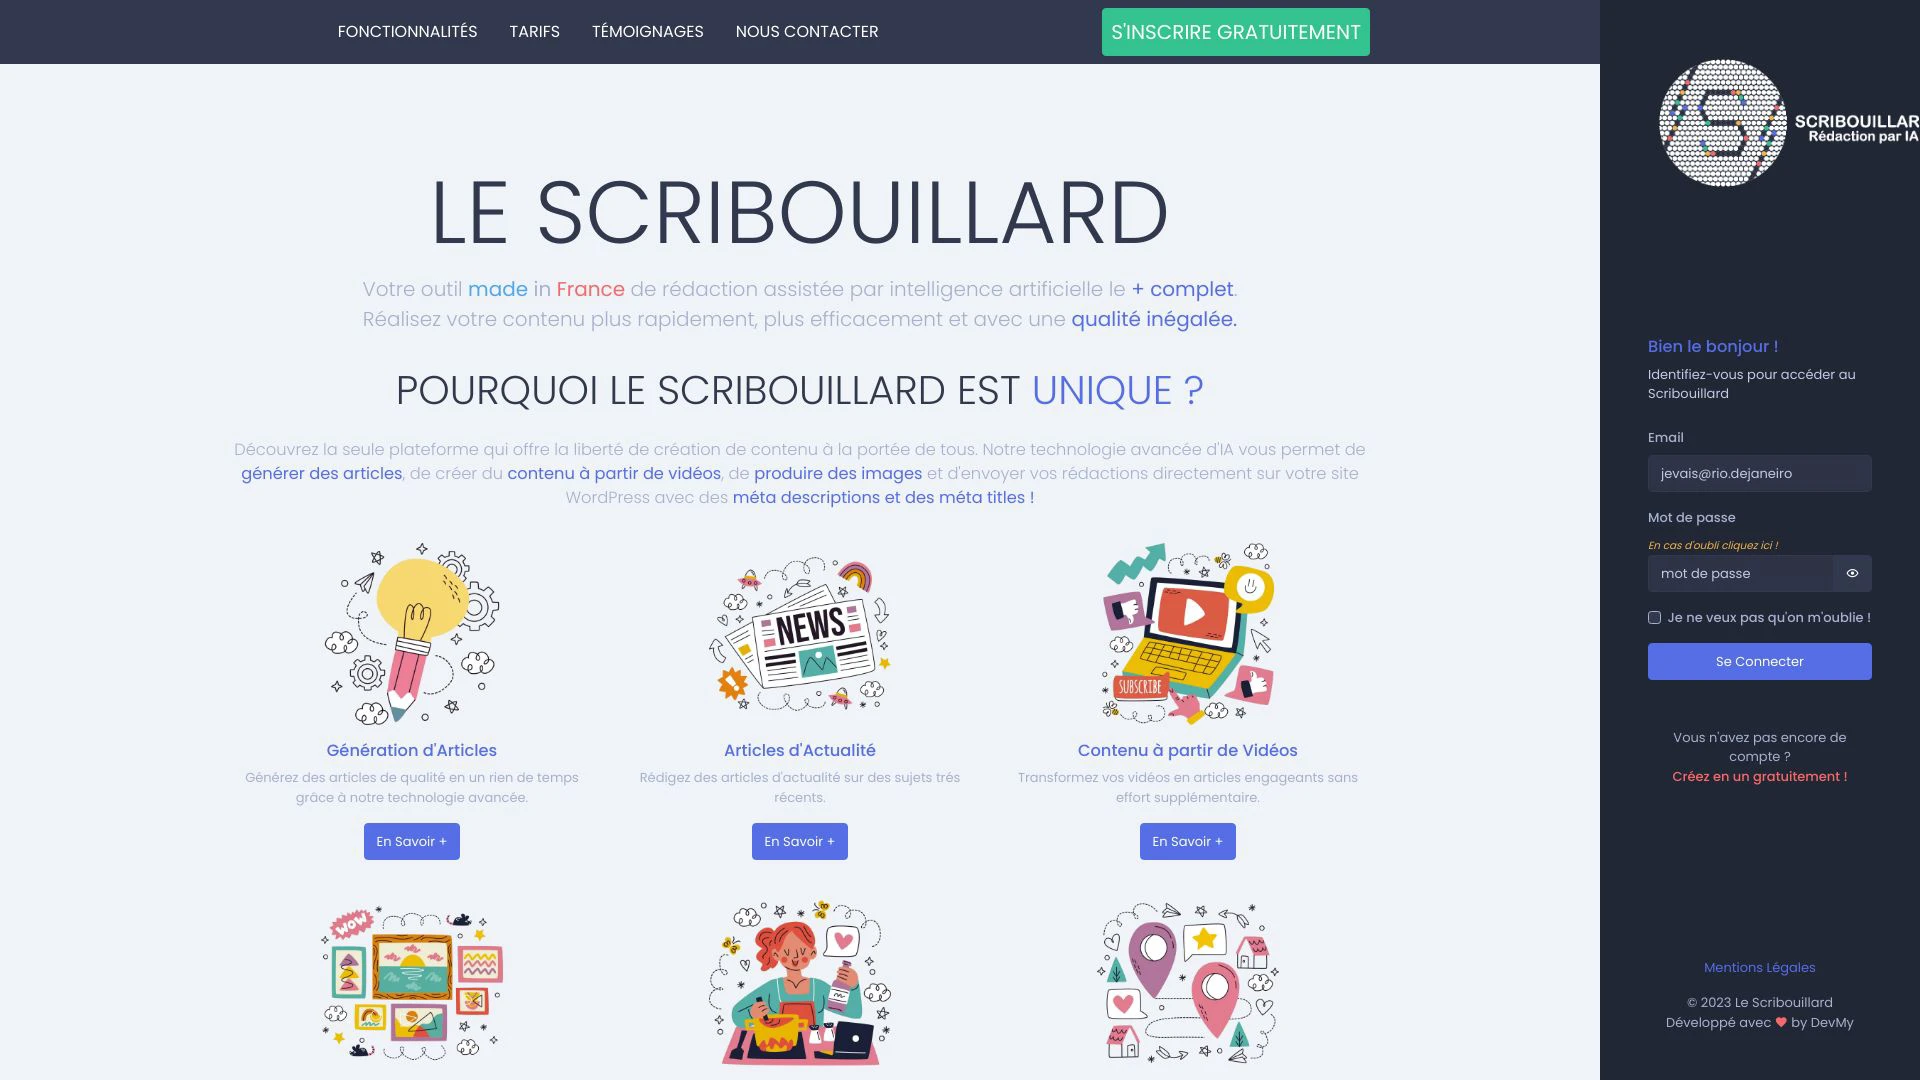 FONCTIONNALITÉS TARIFS TÉMOIGNAGES NOUS CONTACTER S'INSCRIRE GRATUITEMENT
LE SCRIBOUILLARD
Votre outil made in France de rédaction assistée par intelligence artificielle le + complet.
Réalisez votre contenu plus rapidement, plus efficacement et avec une qualité inégalée.
POURQUOI LE SCRIBOUILLARD EST UNIQUE ?
Découvrez la seule plateforme qui offre la liberté de création de contenu à la portée de tous. Notre technologie avancée d'IA vous permet de
générer des articles, de créer du contenu à partir de vidéos, de produire des images et d'envoyer vos rédactions directement sur votre site
WordPress avec des méta descriptions et des méta titles !
NEWS
SUBSCRIBE
Génération d'Articles
Générez des articles de qualité en un rien de temps
grâce à notre technologie avancée.
En Savoir +
Articles d'Actualité
Rédigez des articles d'actualité sur des sujets trés
récents.
En Savoir +
Contenu à partir de Vidéos
Transformez vos vidéos en articles engageants sans
effort supplémentaire.
En Savoir +
WOW
S
SCRIBOUILLAR
Rédaction par IA
Bien le bonjour !
Identifiez-vous pour accéder au
Scribouillard
Email
jevais@rio.dejaneiro
Mot de passe
En cas d'oubli cliquez ici !
mot de passe
Je ne veux pas qu'on m'oublie !
Se Connecter
Vous n'avez pas encore de
compte ?
Créez en un gratuitement !
Mentions Légales
© 2023 Le Scribouillard
Développé avec ❤ by DevMy